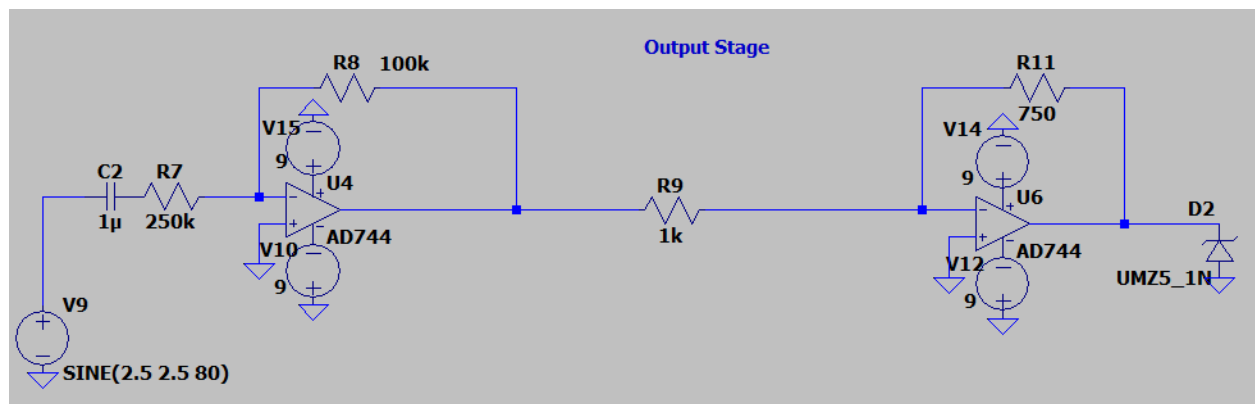 Output Stage
R8 100k
R11
750
V15
9
V14
9
C2
1µ
R7
250k
U4
R9
1k
U6
D2
V10
9
AD744
V12
9
AD744
UMZ5_1N
V9
SINE(2.5 2.5 80)